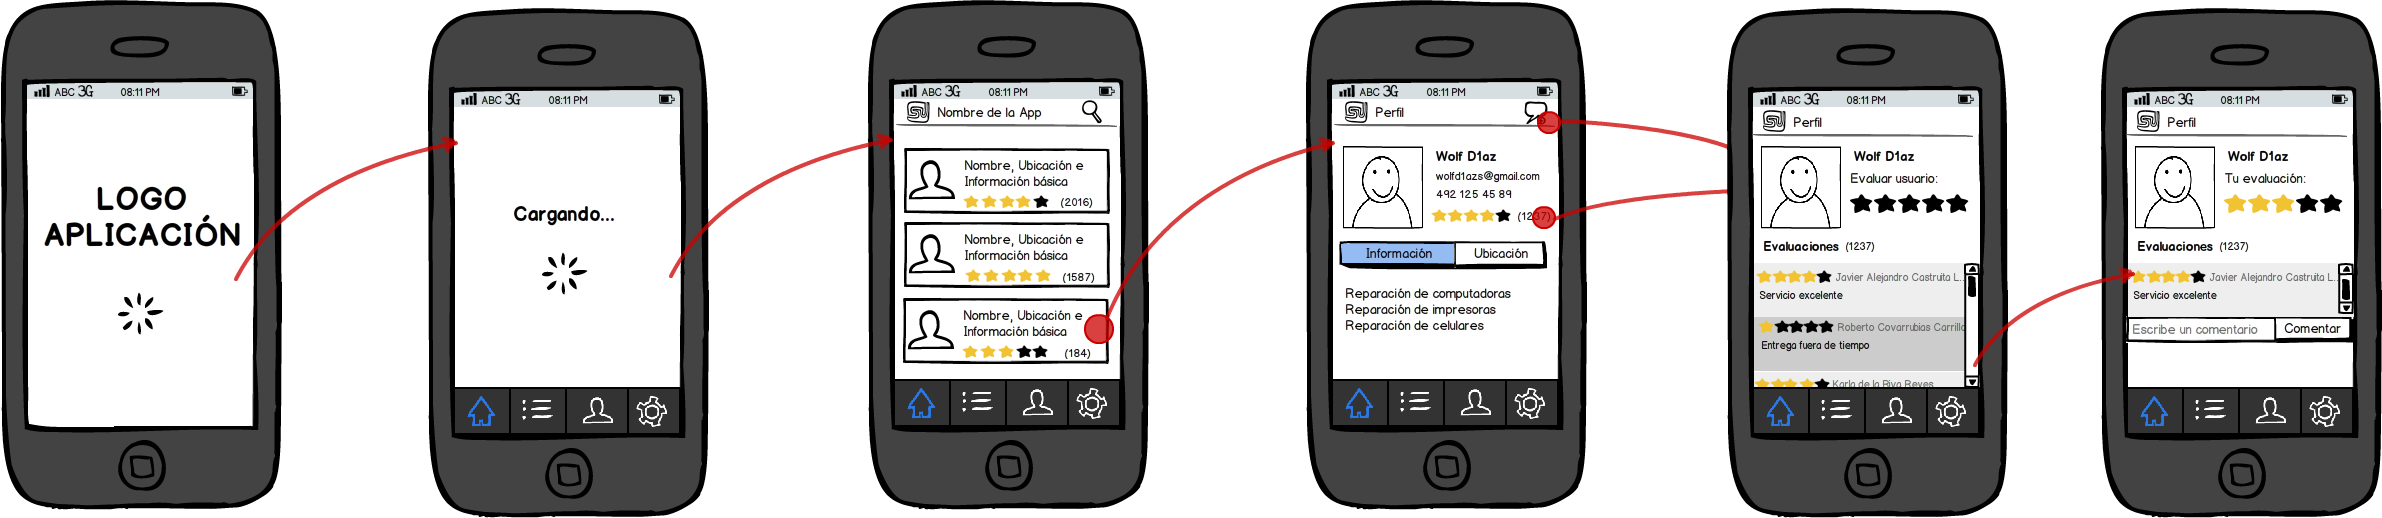 ABC 3G 08:11 PM
LOGO
APLICACIÓN
ABC 3G 08:11 PM
Cargando...
ABC 3G 08:11 PM
Nombre de la App
Nombre, Ubicación e
Información básica
(2016)
Nombre, Ubicación e
Información básica
(1587)
Nombre, Ubicación e
Información básica
(184)
ABC 3G 08:11 PM
Perfil
Wolf D1az
wolfd1azs@gmail.com
492 125 45 89
(1237)
Información Ubicación
Reparación de computadoras
Reparación de impresoras
Reparación de celulares
ABC 3G 08:11 PM
Perfil
Wolf D1az
Evaluar usuario:
Evaluaciones (1237)
Javier Alejandro Castruita L...
Servicio excelente
Roberto Covarrubias Carrillo
Entrega fuera de tiempo
Karla de la Riva Reyes
ABC 3G 08:11 PM
Perfil
Wolf D1az
Tu evaluación:
Evaluaciones (1237)
Javier Alejandro Castruita L...
Servicio excelente
Escribe un comentario Comentar